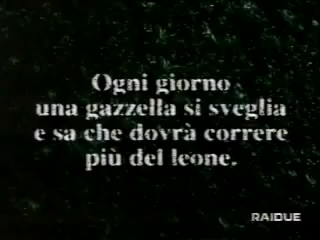 Ogni giorno
una gazzella si sveglia
e sa che dovrà correre
più del leone.
RAIDUE